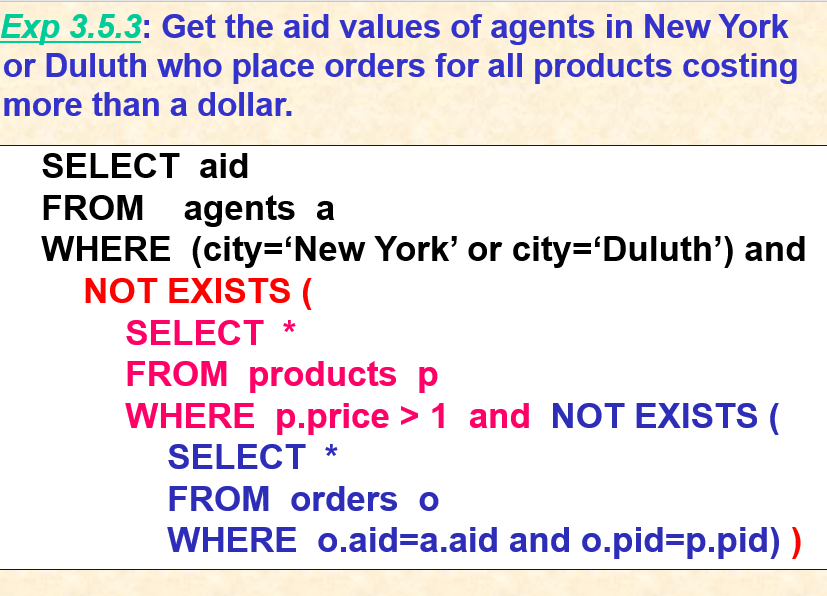 Exp 3.5.3: Get the aid values of agents in New York
or Duluth who place orders for all products costing
more than a dollar.
SELECT aid
FROM agents a
WHERE (city=‘New York’ or city=‘Duluth’) and
NOT EXISTS (
SELECT *
FROM products p
WHERE p.price > 1 and NOT EXISTS (
SELECT *
FROM orders o
WHERE o.aid=a.aid and o.pid=p.pid) )